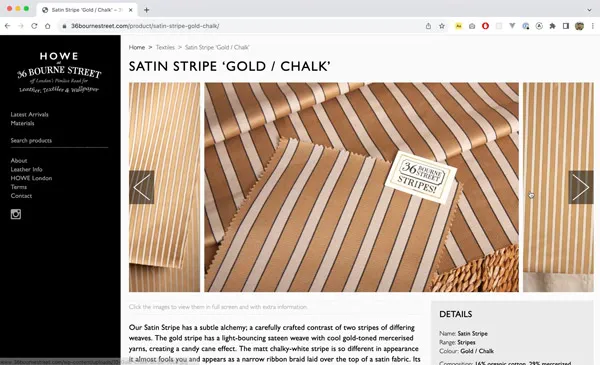 Satin Stripe 'Gold / Chalk' –
36bournestreet.com/product/satin-stripe-gold-chalk/
HOWE
at
36 BOURNE STREET
off London's Pimlico Road for
Leather, Textiles & Wallpaper
Latest Arrivals
Materials
Search products
About
Leather Info
HOWE London
Terms
Contact
Home > Textiles > Satin Stripe 'Gold / Chalk'
SATIN STRIPE 'GOLD / CHALK'
36 BOURNE
STREET
STRIPES!
Click the images to view them in full screen and with extra information
Our Satin Stripe has a subtle alchemy; a carefully crafted contrast of two stripes of differing
weaves. The gold stripe has a light-bouncing sateen weave with cool gold-toned mercerised
yarns, creating a candy cane effect. The matt chalky-white stripe is so different in appearance
it almost fools you and appears as a narrow ribbon braid laid over the top of a satin fabric. Its
DETAILS
Name: Satin Stripe
Range: Stripes
Colour: Gold / Chalk
Composition: 16% organic cotton, 29% mercerised